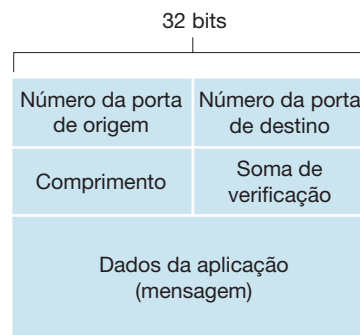 32 bits
Número da porta
de origem
Número da porta
de destino
Comprimento
Soma de
verificação
Dados da aplicação
(mensagem)